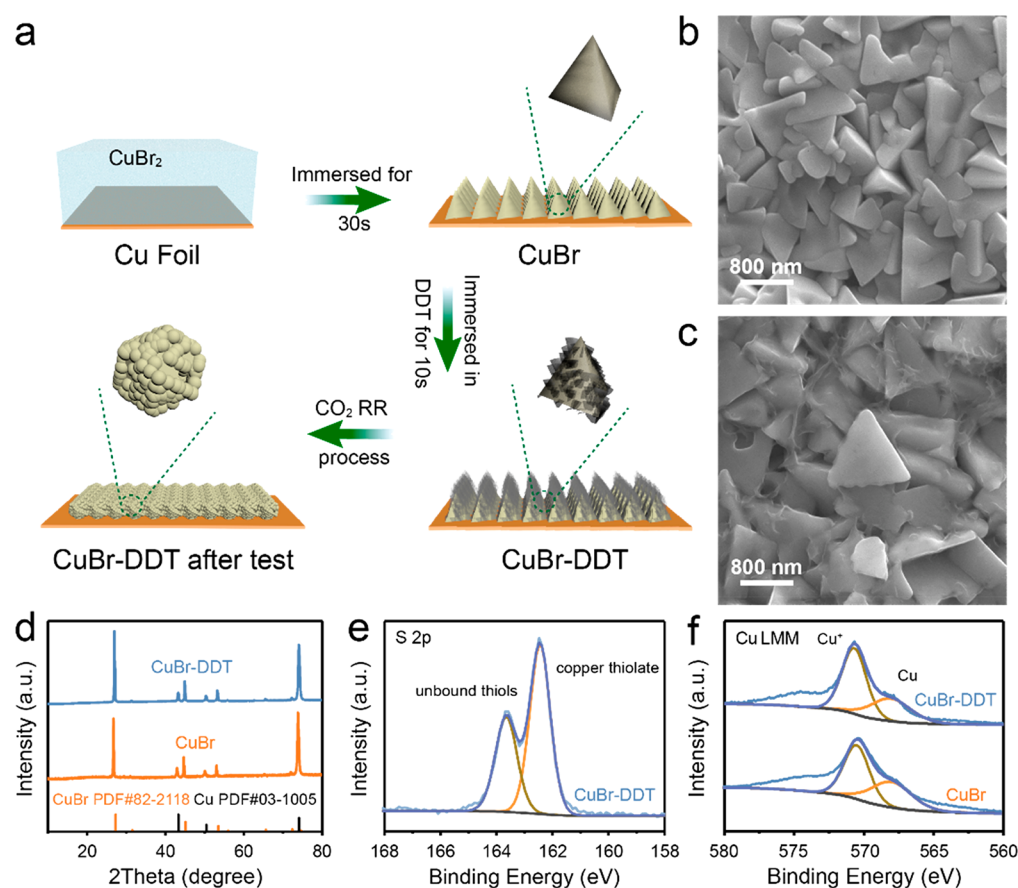 a
CuBr₂
Cu Foil
Immersed for
30s
CuBr
Immersed in
DDT for 10s
CO₂ RR
process
CuBr-DDT after test
CuBr-DDT
b
800 nm
c
800 nm
d
CuBr-DDT
CuBr
CuBr PDF#82-2118 Cu PDF#03-1005
Intensity (a.u.)
20 40 60 80
2Theta (degree)
e
S 2p
copper thiolate
unbound thiols
CuBr-DDT
Intensity (a.u.)
168 166 164 162 160 158
Binding Energy (eV)
f
Cu LMM
Cu⁺
Cu
CuBr-DDT
CuBr
Intensity (a.u.)
580 575 570 565 560
Binding Energy (eV)